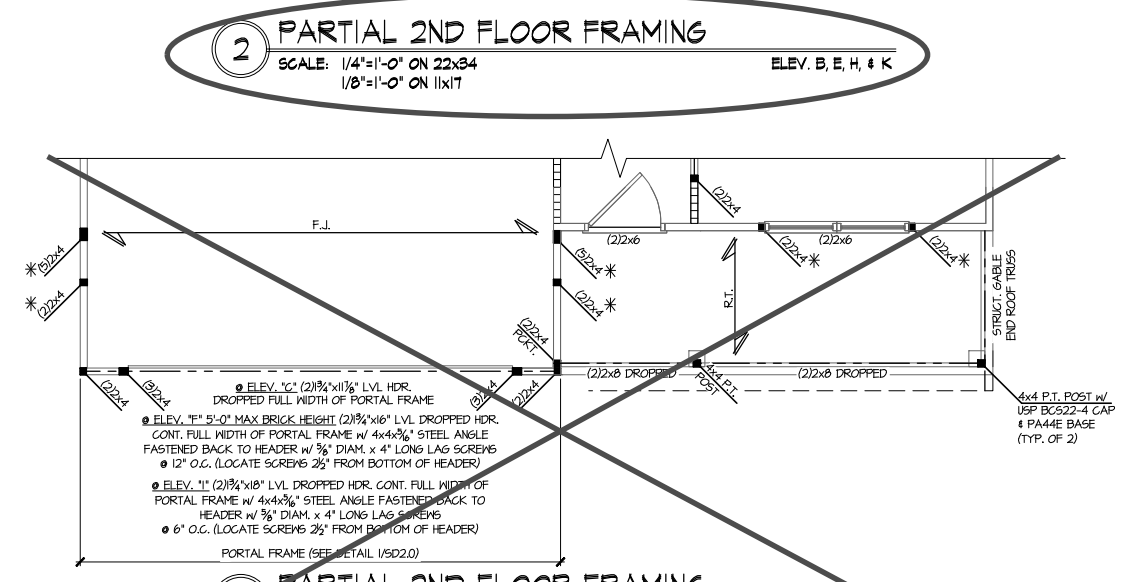 2
PARTIAL 2ND FLOOR FRAMING
SCALE: 1/4"=1'-0" ON 22x34
ELEV. B, E, H, & K
1/8"=1'-0" ON 11x17
(2)2x4
F.J.
(2)2x6
(2)2x6
(5)2x4
*
(2)2x4
*
(5)2x4
*
(2)2x4
*
(2)2x4
*
(2)2x4
*
R.T.
STRUCT. GABLE
END ROOF TRUSS
(2)2x4
PCKT.
(2)2x8 DROPPED
(2)2x8 DROPPED
4x4 P.T.
POST
(2)2x4
(3)2x4
(3)2x4
(2)2x4
4x4 P.T. POST W/
USP BCS22-4 CAP
& PA44E BASE
(TYP. OF 2)
@ ELEV. "C" (2)1¾"x11⅞" LVL HDR.
DROPPED FULL WIDTH OF PORTAL FRAME
@ ELEV. "F" 5'-0" MAX BRICK HEIGHT (2)1¾"x16" LVL DROPPED HDR.
CONT. FULL WIDTH OF PORTAL FRAME W/ 4x4x5/16" STEEL ANGLE
FASTENED BACK TO HEADER W/ ⅝" DIAM. x 4" LONG LAG SCREWS
@ 12" O.C. (LOCATE SCREWS 2½" FROM BOTTOM OF HEADER)
@ ELEV. "I" (2)1¾"x18" LVL DROPPED HDR. CONT. FULL WIDTH OF
PORTAL FRAME W/ 4x4x5/16" STEEL ANGLE FASTENED BACK TO
HEADER W/ ⅝" DIAM. x 4" LONG LAG SCREWS
@ 6" O.C. (LOCATE SCREWS 2½" FROM BOTTOM OF HEADER)
PORTAL FRAME (SEE DETAIL 1/SD2.0)
PARTIAL 2ND FLOOR FRAMING